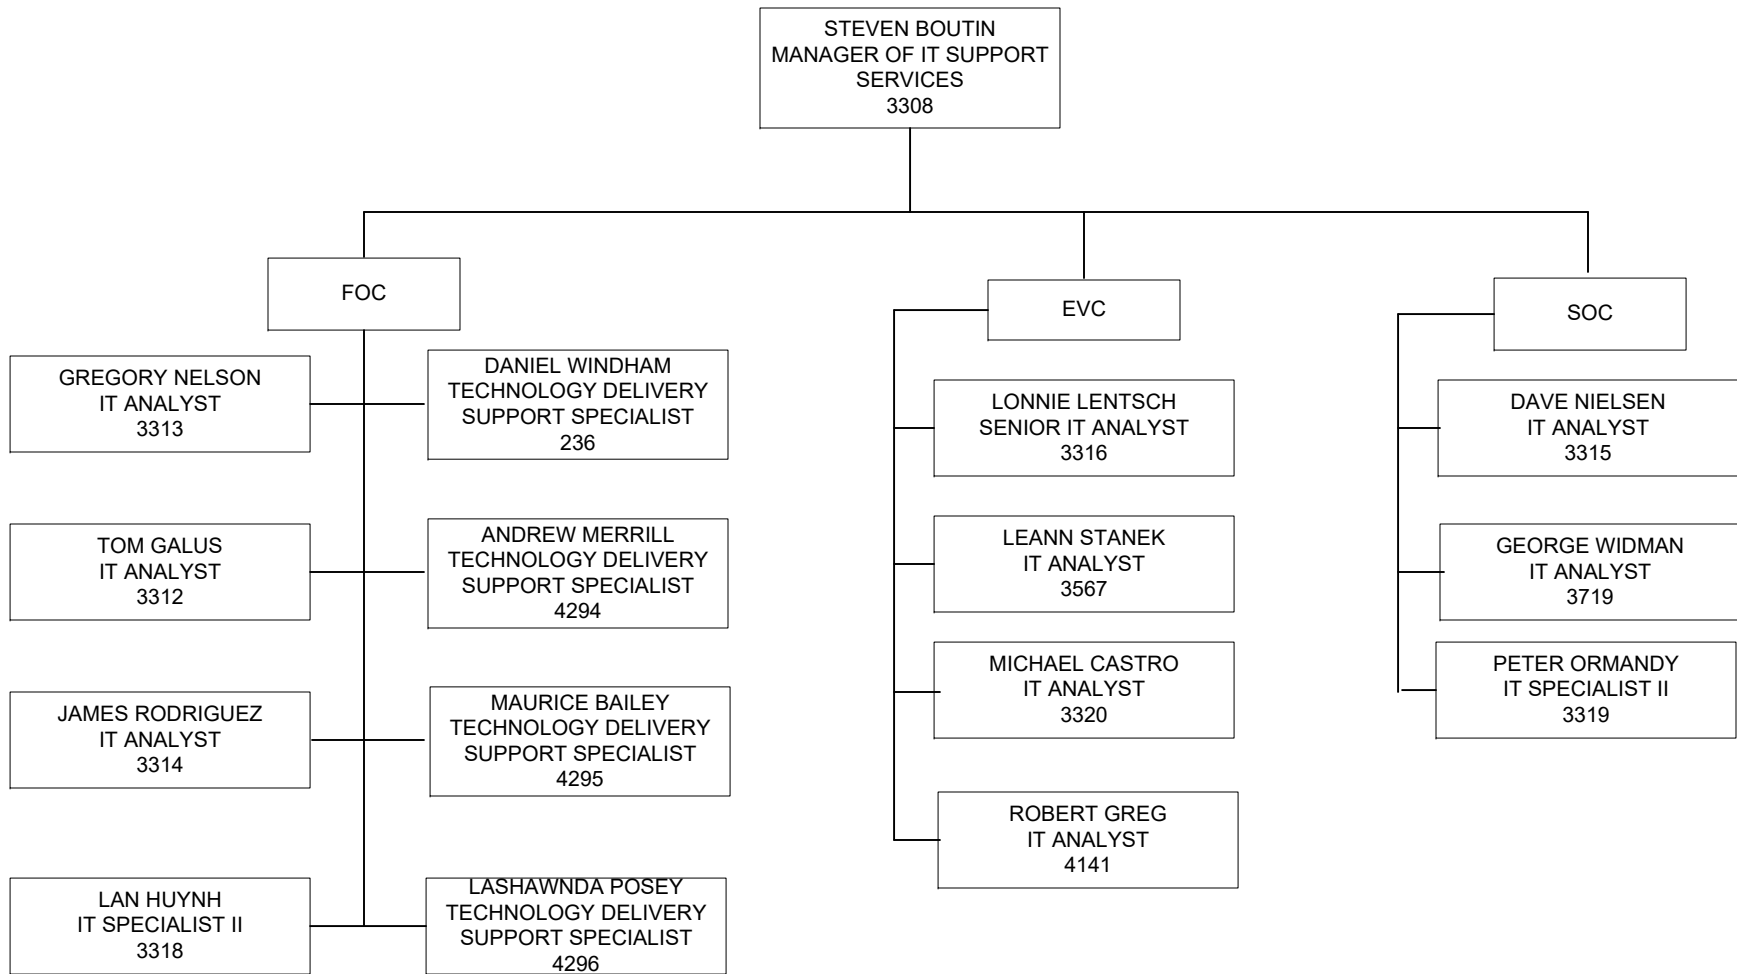 STEVEN BOUTIN
MANAGER OF IT SUPPORT
SERVICES
3308
FOC
GREGORY NELSON
IT ANALYST
3313
DANIEL WINDHAM
TECHNOLOGY DELIVERY
SUPPORT SPECIALIST
236
TOM GALUS
IT ANALYST
3312
ANDREW MERRILL
TECHNOLOGY DELIVERY
SUPPORT SPECIALIST
4294
JAMES RODRIGUEZ
IT ANALYST
3314
MAURICE BAILEY
TECHNOLOGY DELIVERY
SUPPORT SPECIALIST
4295
LAN HUYNH
IT SPECIALIST II
3318
LASHAWNDA POSEY
TECHNOLOGY DELIVERY
SUPPORT SPECIALIST
4296
EVC
LONNIE LENTSCH
SENIOR IT ANALYST
3316
LEANN STANEK
IT ANALYST
3567
MICHAEL CASTRO
IT ANALYST
3320
ROBERT GREG
IT ANALYST
4141
SOC
DAVE NIELSEN
IT ANALYST
3315
GEORGE WIDMAN
IT ANALYST
3719
PETER ORMANDY
IT SPECIALIST II
3319